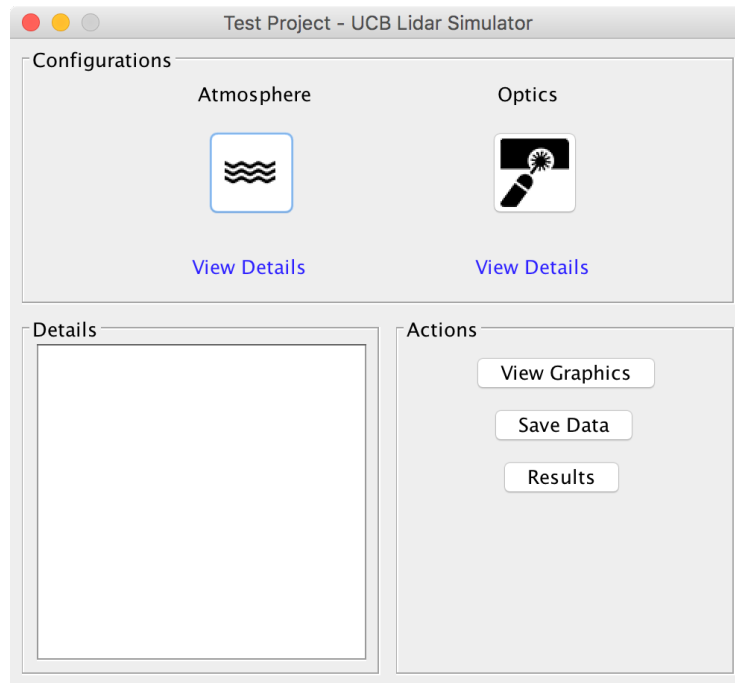 Test Project - UCB Lidar Simulator
Configurations
Atmosphere
Optics
View Details
View Details
Details
Actions
View Graphics
Save Data
Results